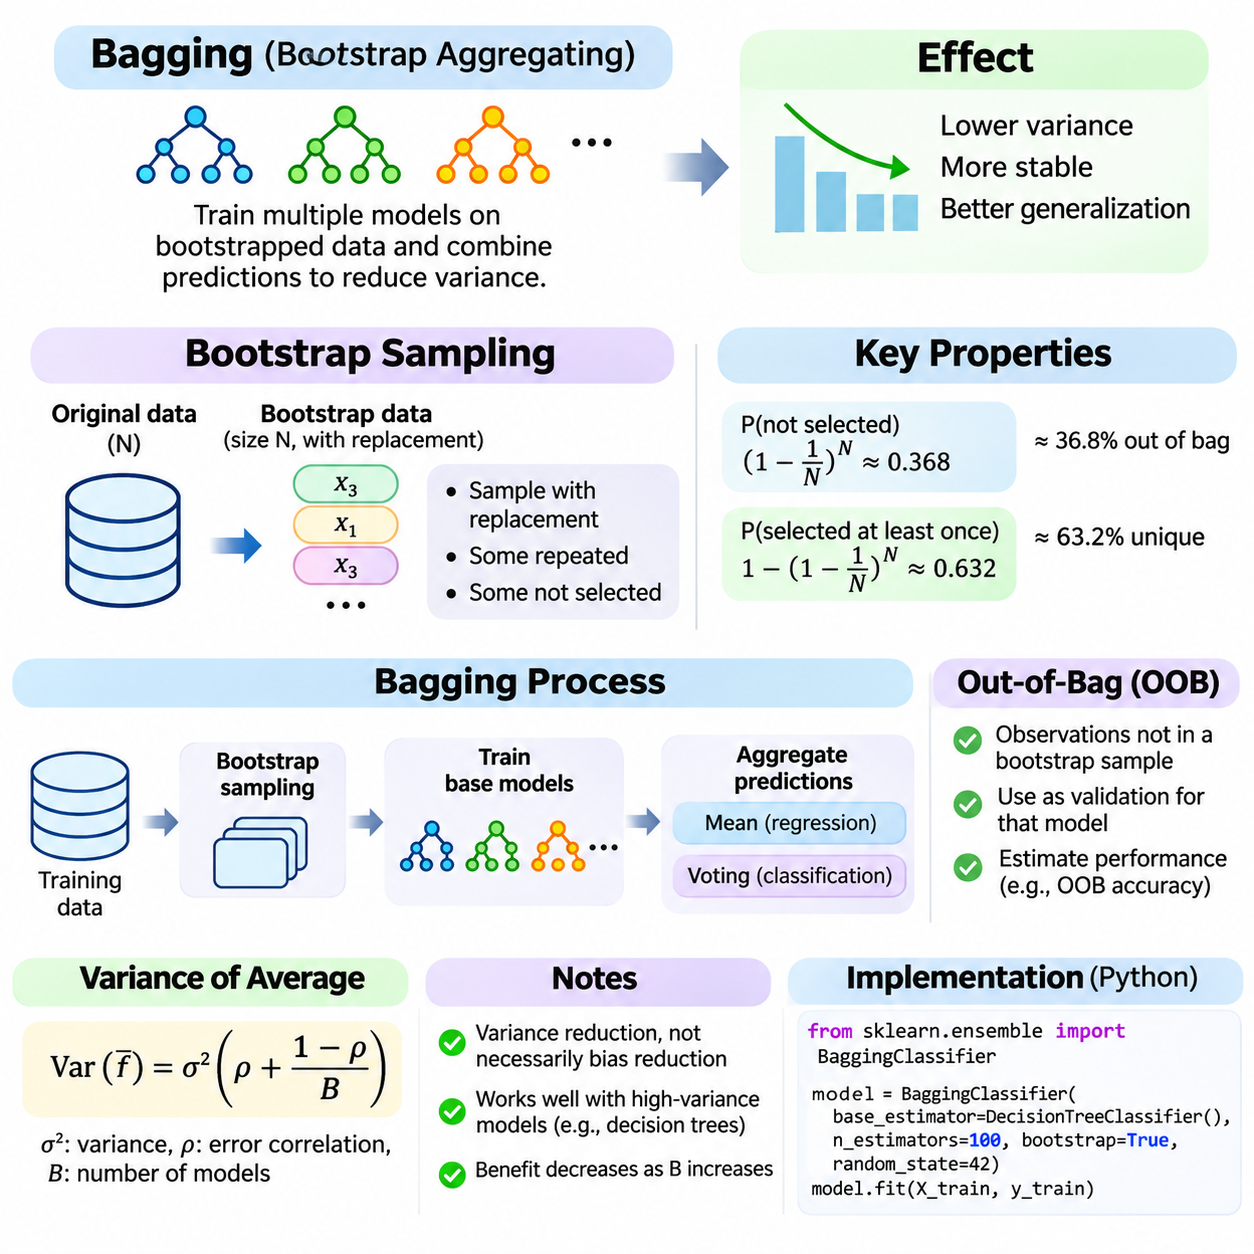 Bagging (Bootstrap Aggregating)
...
Train multiple models on
bootstrapped data and combine
predictions to reduce variance.
Effect
Lower variance
More stable
Better generalization
Bootstrap Sampling
Original data
(N)
Bootstrap data
(size N, with replacement)
x₃
x₁
x₃
...
• Sample with
replacement
• Some repeated
• Some not selected
Key Properties
P(not selected)
(1 − 1/N)^N ≈ 0.368
≈ 36.8% out of bag
P(selected at least once)
1 − (1 − 1/N)^N ≈ 0.632
≈ 63.2% unique
Bagging Process
Training
data
Bootstrap
sampling
Train
base models
...
Aggregate
predictions
Mean (regression)
Voting (classification)
Out-of-Bag (OOB)
Observations not in a
bootstrap sample
Use as validation for
that model
Estimate performance
(e.g., OOB accuracy)
Variance of Average
Var (f̅) = σ² (ρ + (1 − ρ)/B)
σ²: variance, ρ: error correlation,
B: number of models
Notes
Variance reduction, not
necessarily bias reduction
Works well with high-variance
models (e.g., decision trees)
Benefit decreases as B increases
Implementation (Python)
from sklearn.ensemble import
BaggingClassifier
model = BaggingClassifier(
base_estimator=DecisionTreeClassifier(),
n_estimators=100, bootstrap=True,
random_state=42)
model.fit(X_train, y_train)